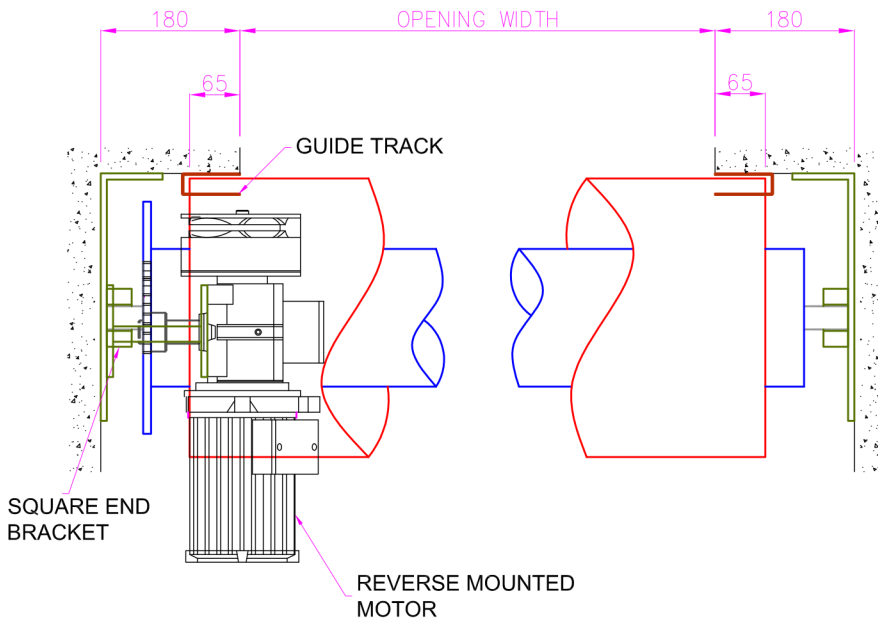 180
OPENING WIDTH
180
65
65
GUIDE TRACK
SQUARE END
BRACKET
REVERSE MOUNTED
MOTOR